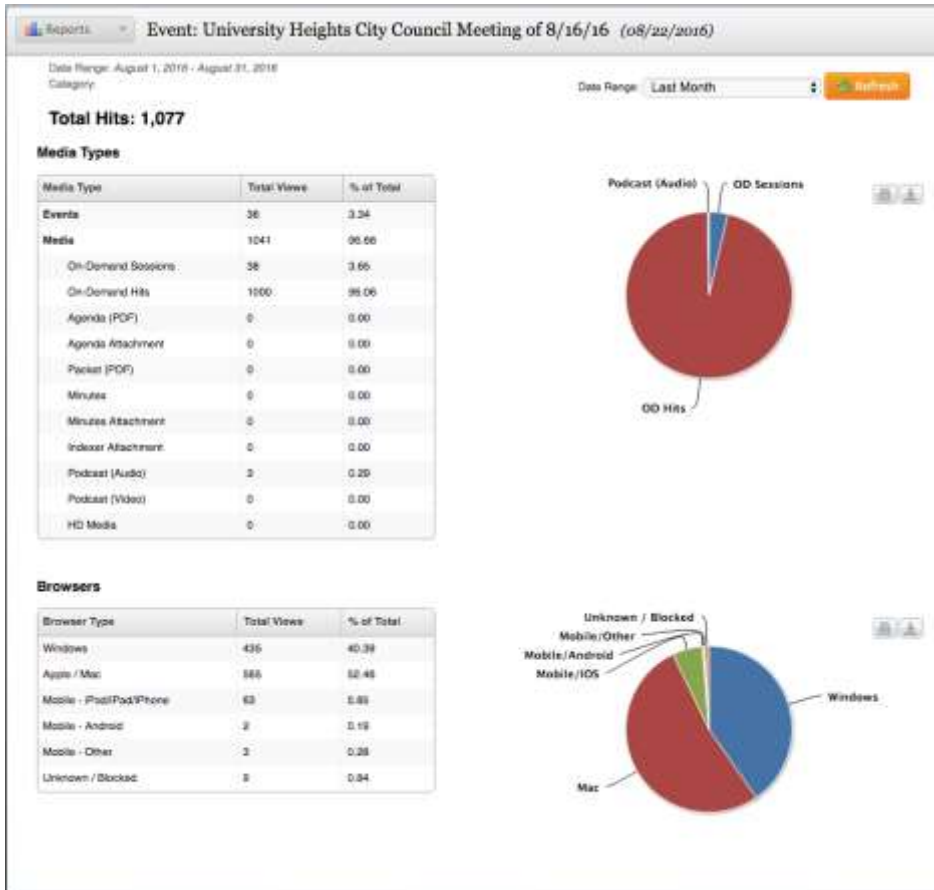 Reports
Event: University Heights City Council Meeting of 8/16/16 (08/22/2016)
Date Range: August 1, 2016 - August 31, 2016
Category:
Date Range: Last Month Refresh
Total Hits: 1,077
Media Types
Media Type Total Views % of Total
Events 36 3.34
Media 1041 96.66
On-Demand Sessions 38 3.65
On-Demand Hits 1000 96.06
Agenda (PDF) 0 0.00
Agenda Attachment 0 0.00
Packet (PDF) 0 0.00
Minutes 0 0.00
Minutes Attachment 0 0.00
Indexer Attachment 0 0.00
Podcast (Audio) 3 0.29
Podcast (Video) 0 0.00
HD Media 0 0.00
Podcast (Audio) OD Sessions
OD Hits
Browsers
Browser Type Total Views % of Total
Windows 435 40.39
Apple / Mac 565 52.46
Mobile - iPod/iPad/iPhone 63
Mobile - Android 2 0.19
Mobile - Other 3 0.28
Unknown / Blocked 0.84
Unknown / Blocked
Mobile/Other
Mobile/Android
Mobile/IOS
Windows
Mac